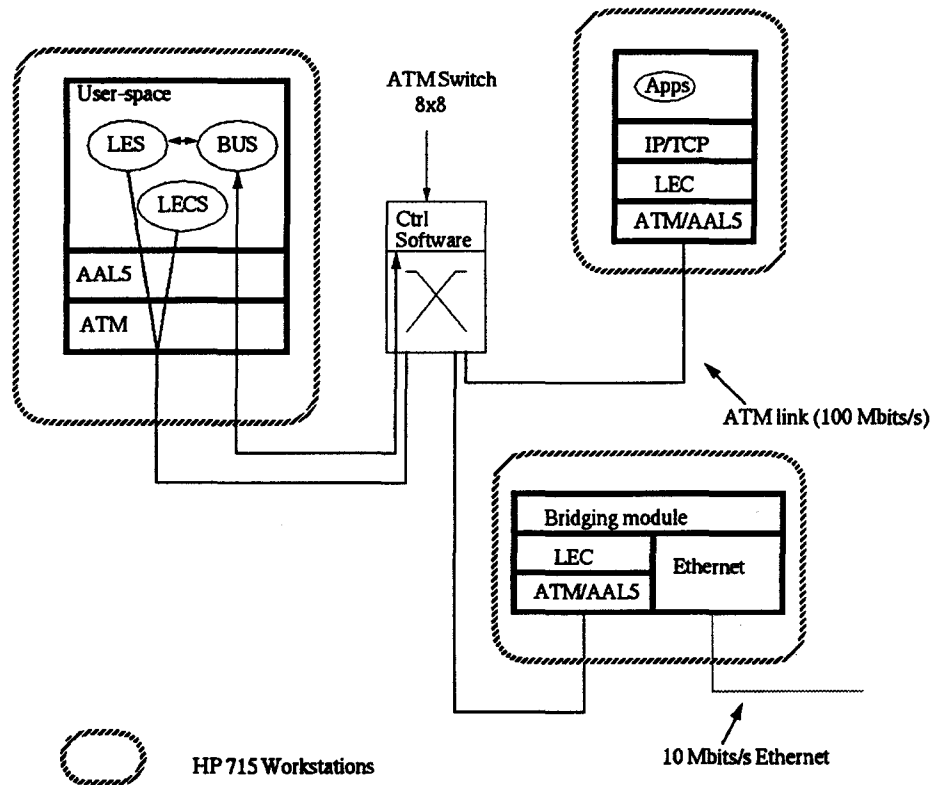 User-space
LES
BUS
LECS
AAL5
ATM
ATM Switch
8x8
Ctrl
Software
Apps
IP/TCP
LEC
ATM/AAL5
ATM link (100 Mbits/s)
Bridging module
LEC
Ethernet
ATM/AAL5
10 Mbits/s Ethernet
HP 715 Workstations